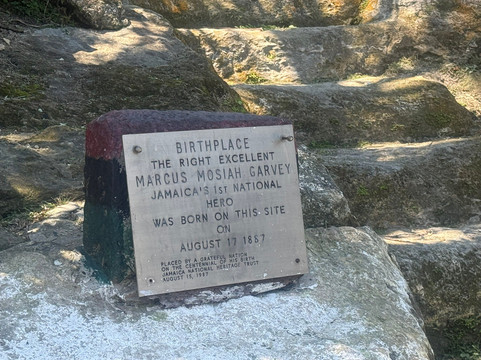 BIRTHPLACE
THE RIGHT EXCELLENT
MARCUS MOSIAH GARVEY
JAMAICA'S 1st NATIONAL
HERO
WAS BORN ON THIS SITE
ON
AUGUST 17 1887
PLACED BY A GRATEFUL NATION
ON THE CENTENNIAL OF HIS BIRTH
JAMAICA NATIONAL HERITAGE TRUST
AUGUST 15, 1987